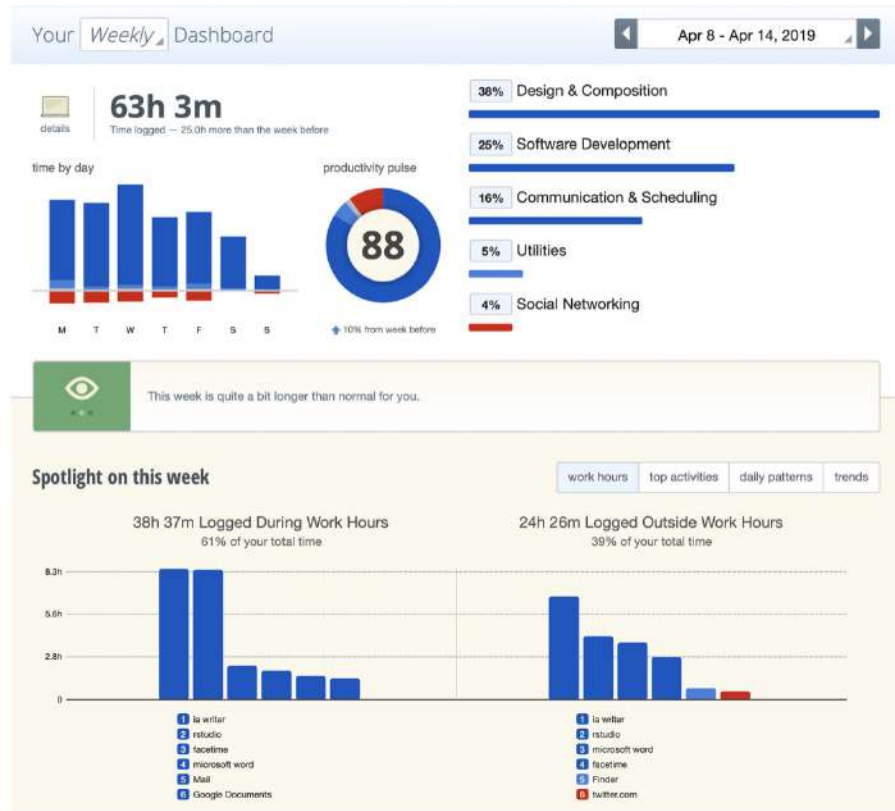 Your Weekly Dashboard
Apr 8 - Apr 14, 2019
details
63h 3m
Time logged — 25.0h more than the week before
time by day
M T W T F S S
productivity pulse
88
10% from week before
38% Design & Composition
25% Software Development
16% Communication & Scheduling
5% Utilities
4% Social Networking
This week is quite a bit longer than normal for you.
Spotlight on this week
work hours top activities daily patterns trends
38h 37m Logged During Work Hours
61% of your total time
8.3h
5.6h
2.8h
0
1 ia writer
2 rstudio
3 facetime
4 microsoft word
5 Mail
6 Google Documents
24h 26m Logged Outside Work Hours
39% of your total time
1 ia writer
2 rstudio
3 microsoft word
4 facetime
5 Finder
6 twitter.com